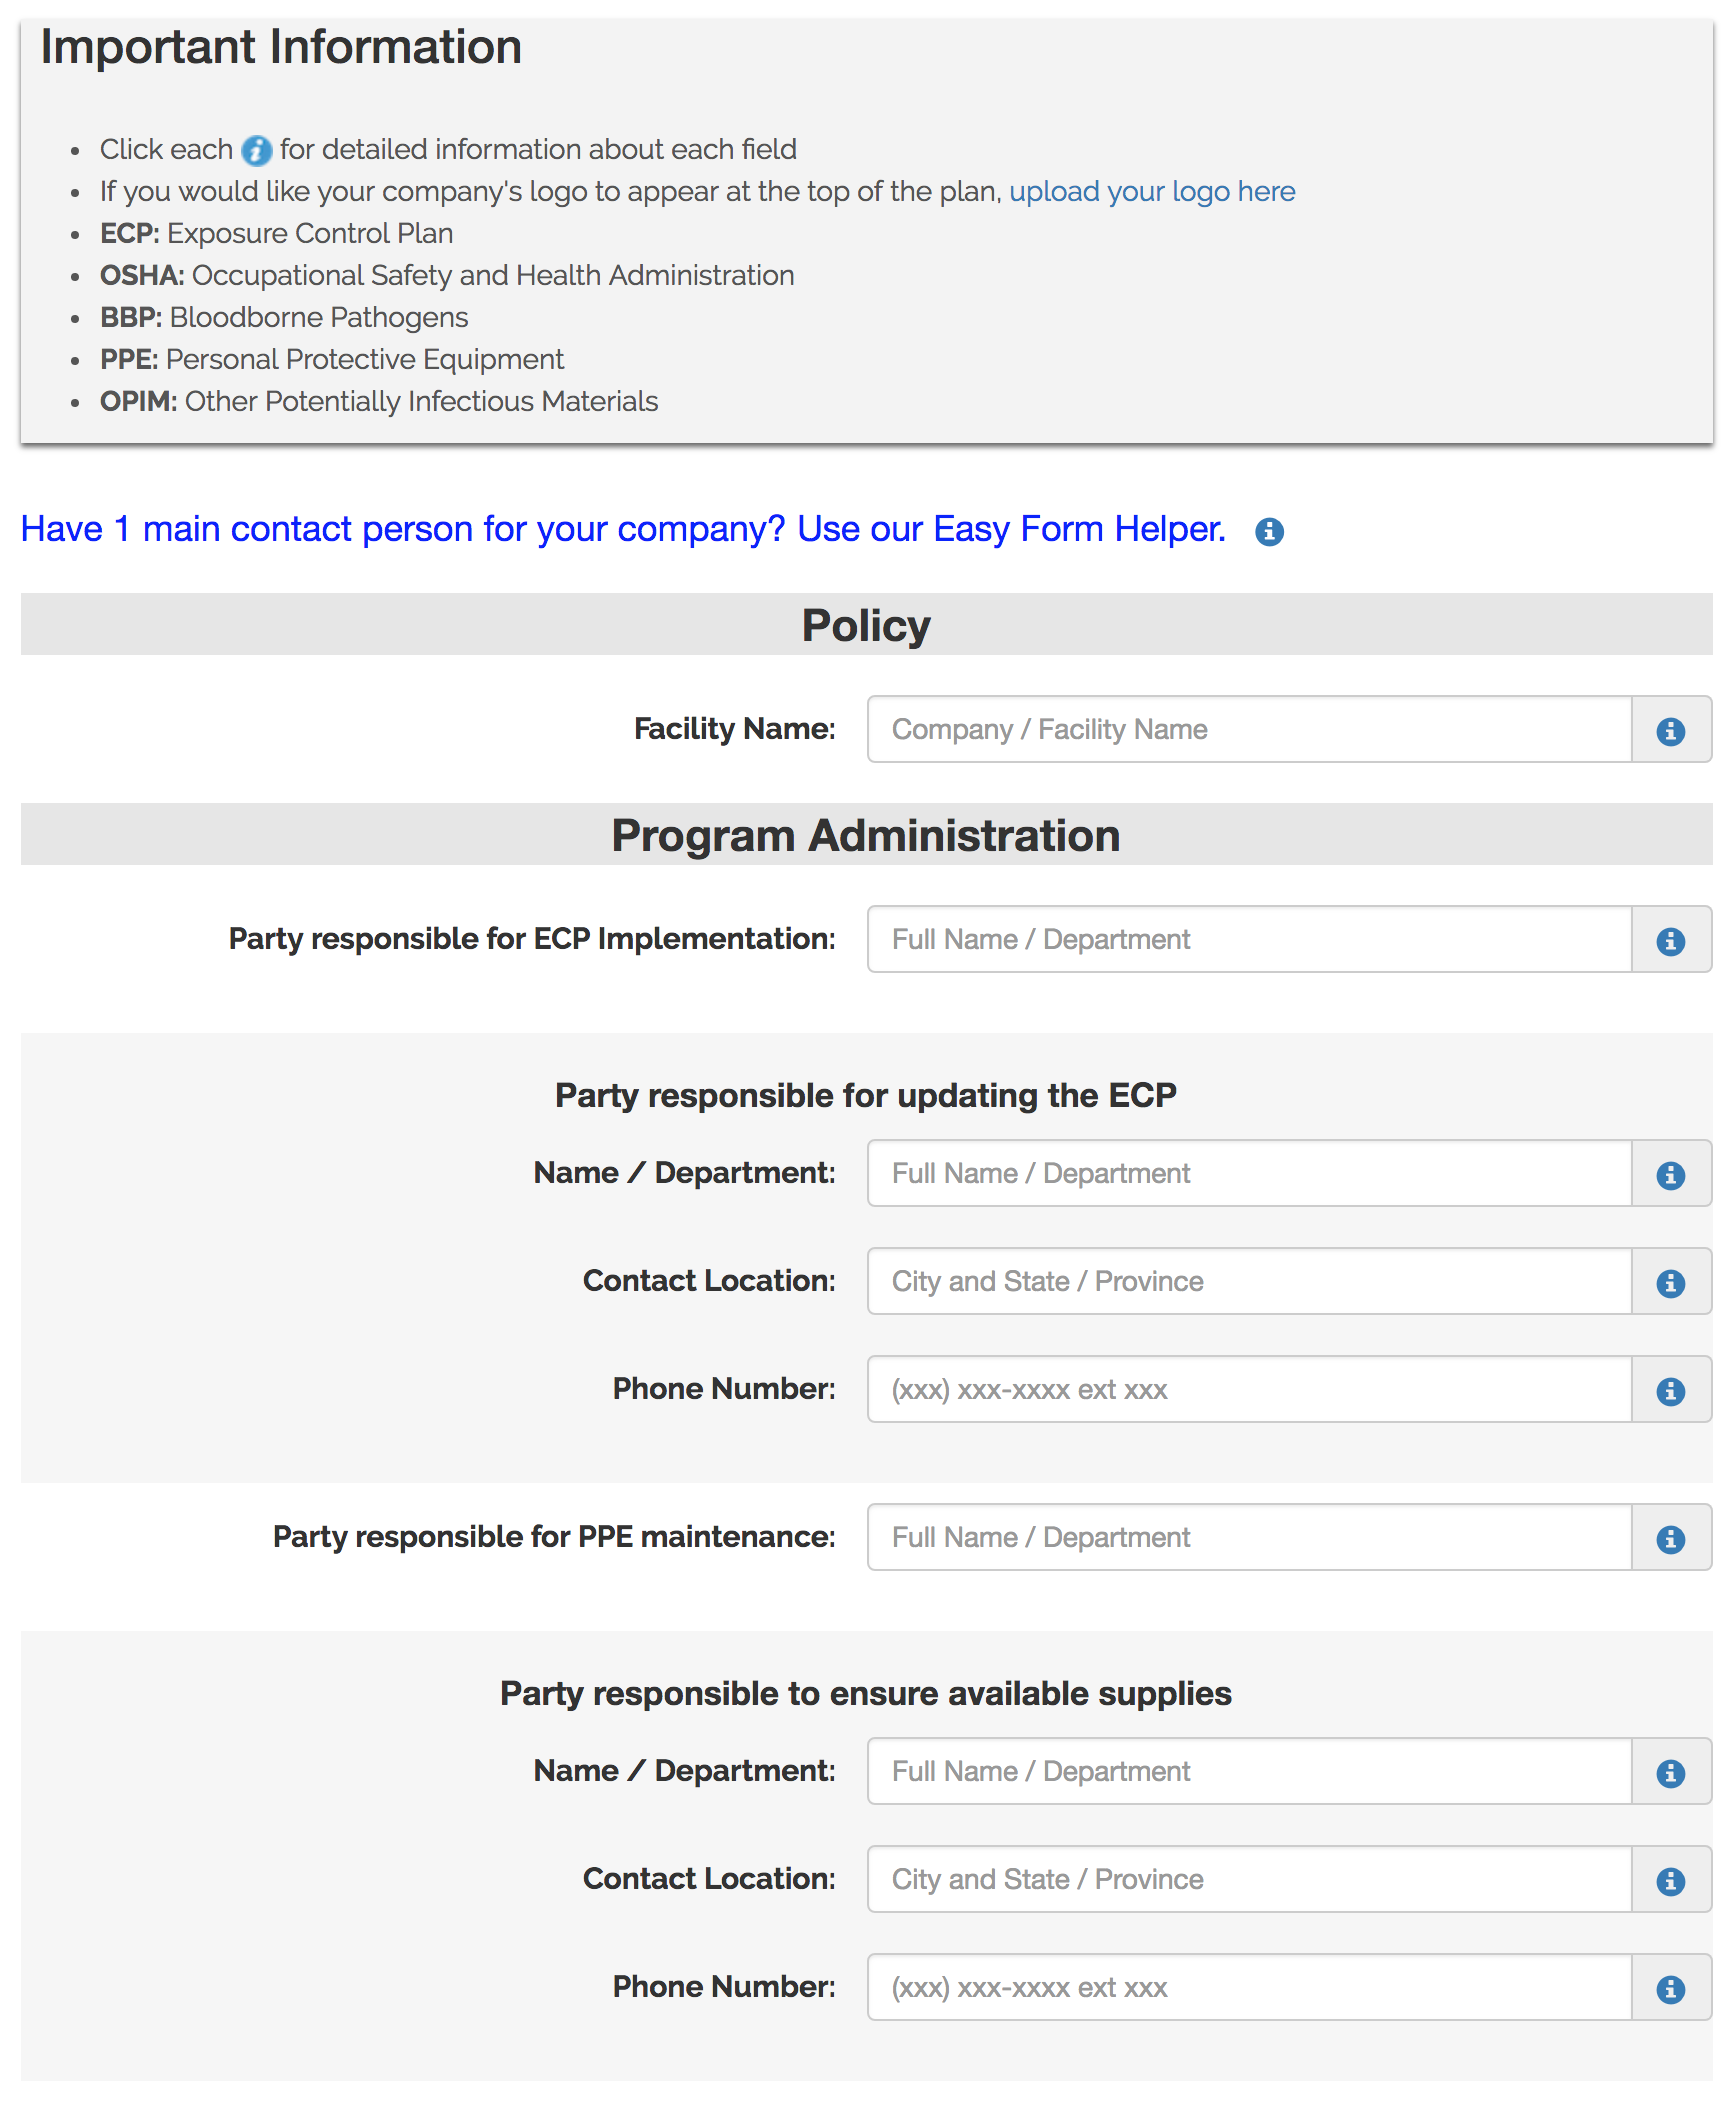 Important Information
Click each for detailed information about each field
If you would like your company's logo to appear at the top of the plan, upload your logo here
ECP: Exposure Control Plan
OSHA: Occupational Safety and Health Administration
BBP: Bloodborne Pathogens
PPE: Personal Protective Equipment
OPIM: Other Potentially Infectious Materials
Have 1 main contact person for your company? Use our Easy Form Helper.
Policy
Facility Name: Company / Facility Name
Program Administration
Party responsible for ECP Implementation: Full Name / Department
Party responsible for updating the ECP
Name / Department: Full Name / Department
Contact Location: City and State / Province
Phone Number: (xxx) xxx-xxxx ext xxx
Party responsible for PPE maintenance: Full Name / Department
Party responsible to ensure available supplies
Name / Department: Full Name / Department
Contact Location: City and State / Province
Phone Number: (xxx) xxx-xxxx ext xxx